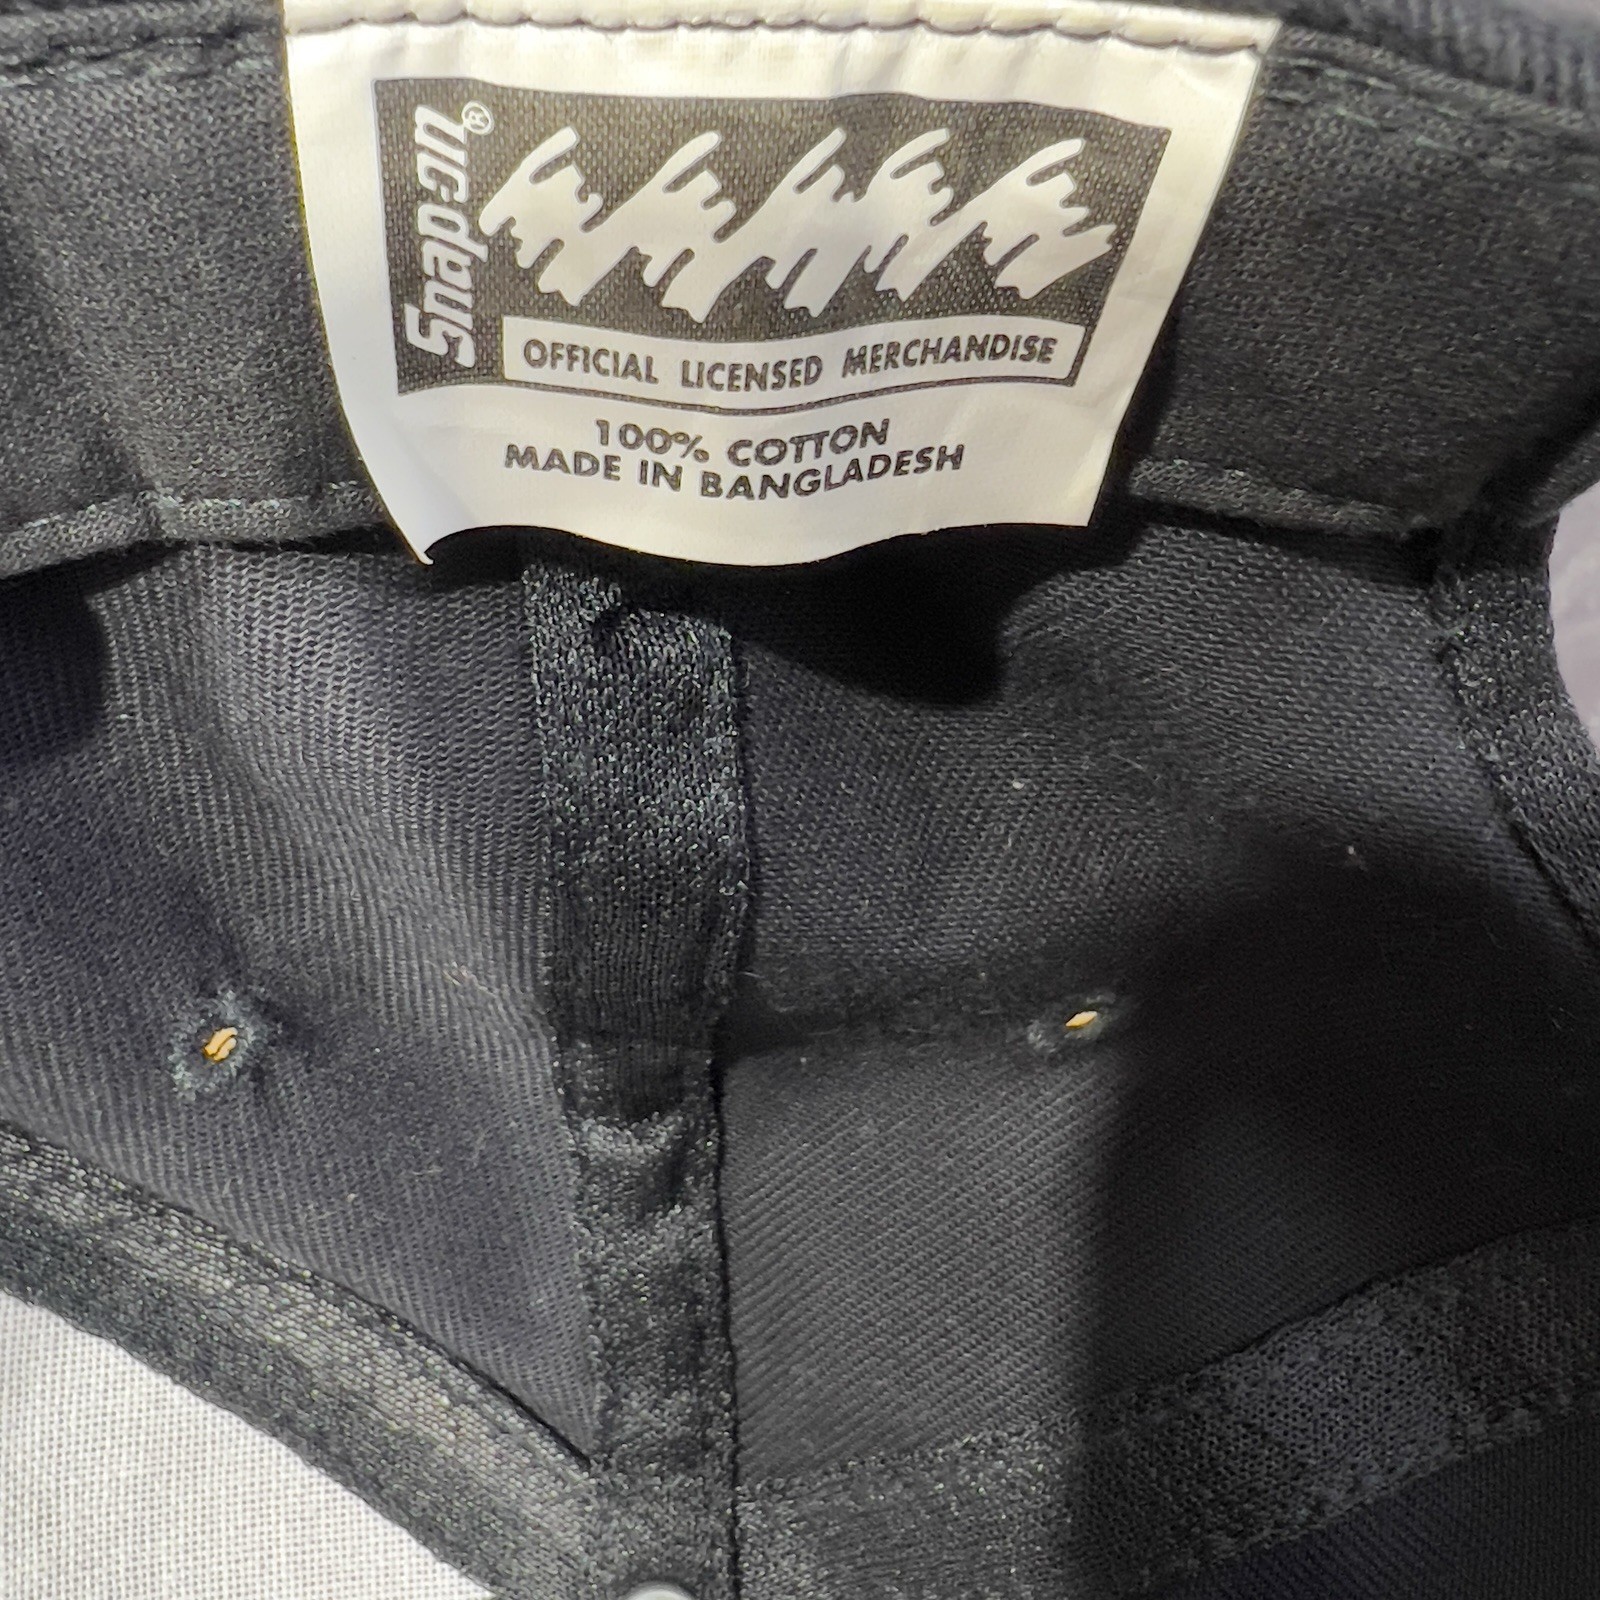 Snap-on®
OFFICIAL LICENSED MERCHANDISE
100% COTTON
MADE IN BANGLADESH